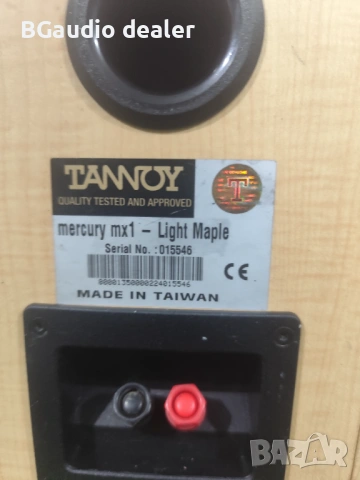 BGaudio dealer
TANNOY
QUALITY TESTED AND APPROVED
T
mercury mx1 - Light Maple
Serial No. :015546
80001350000224015546
CE
MADE IN TAIWAN
BAZAR